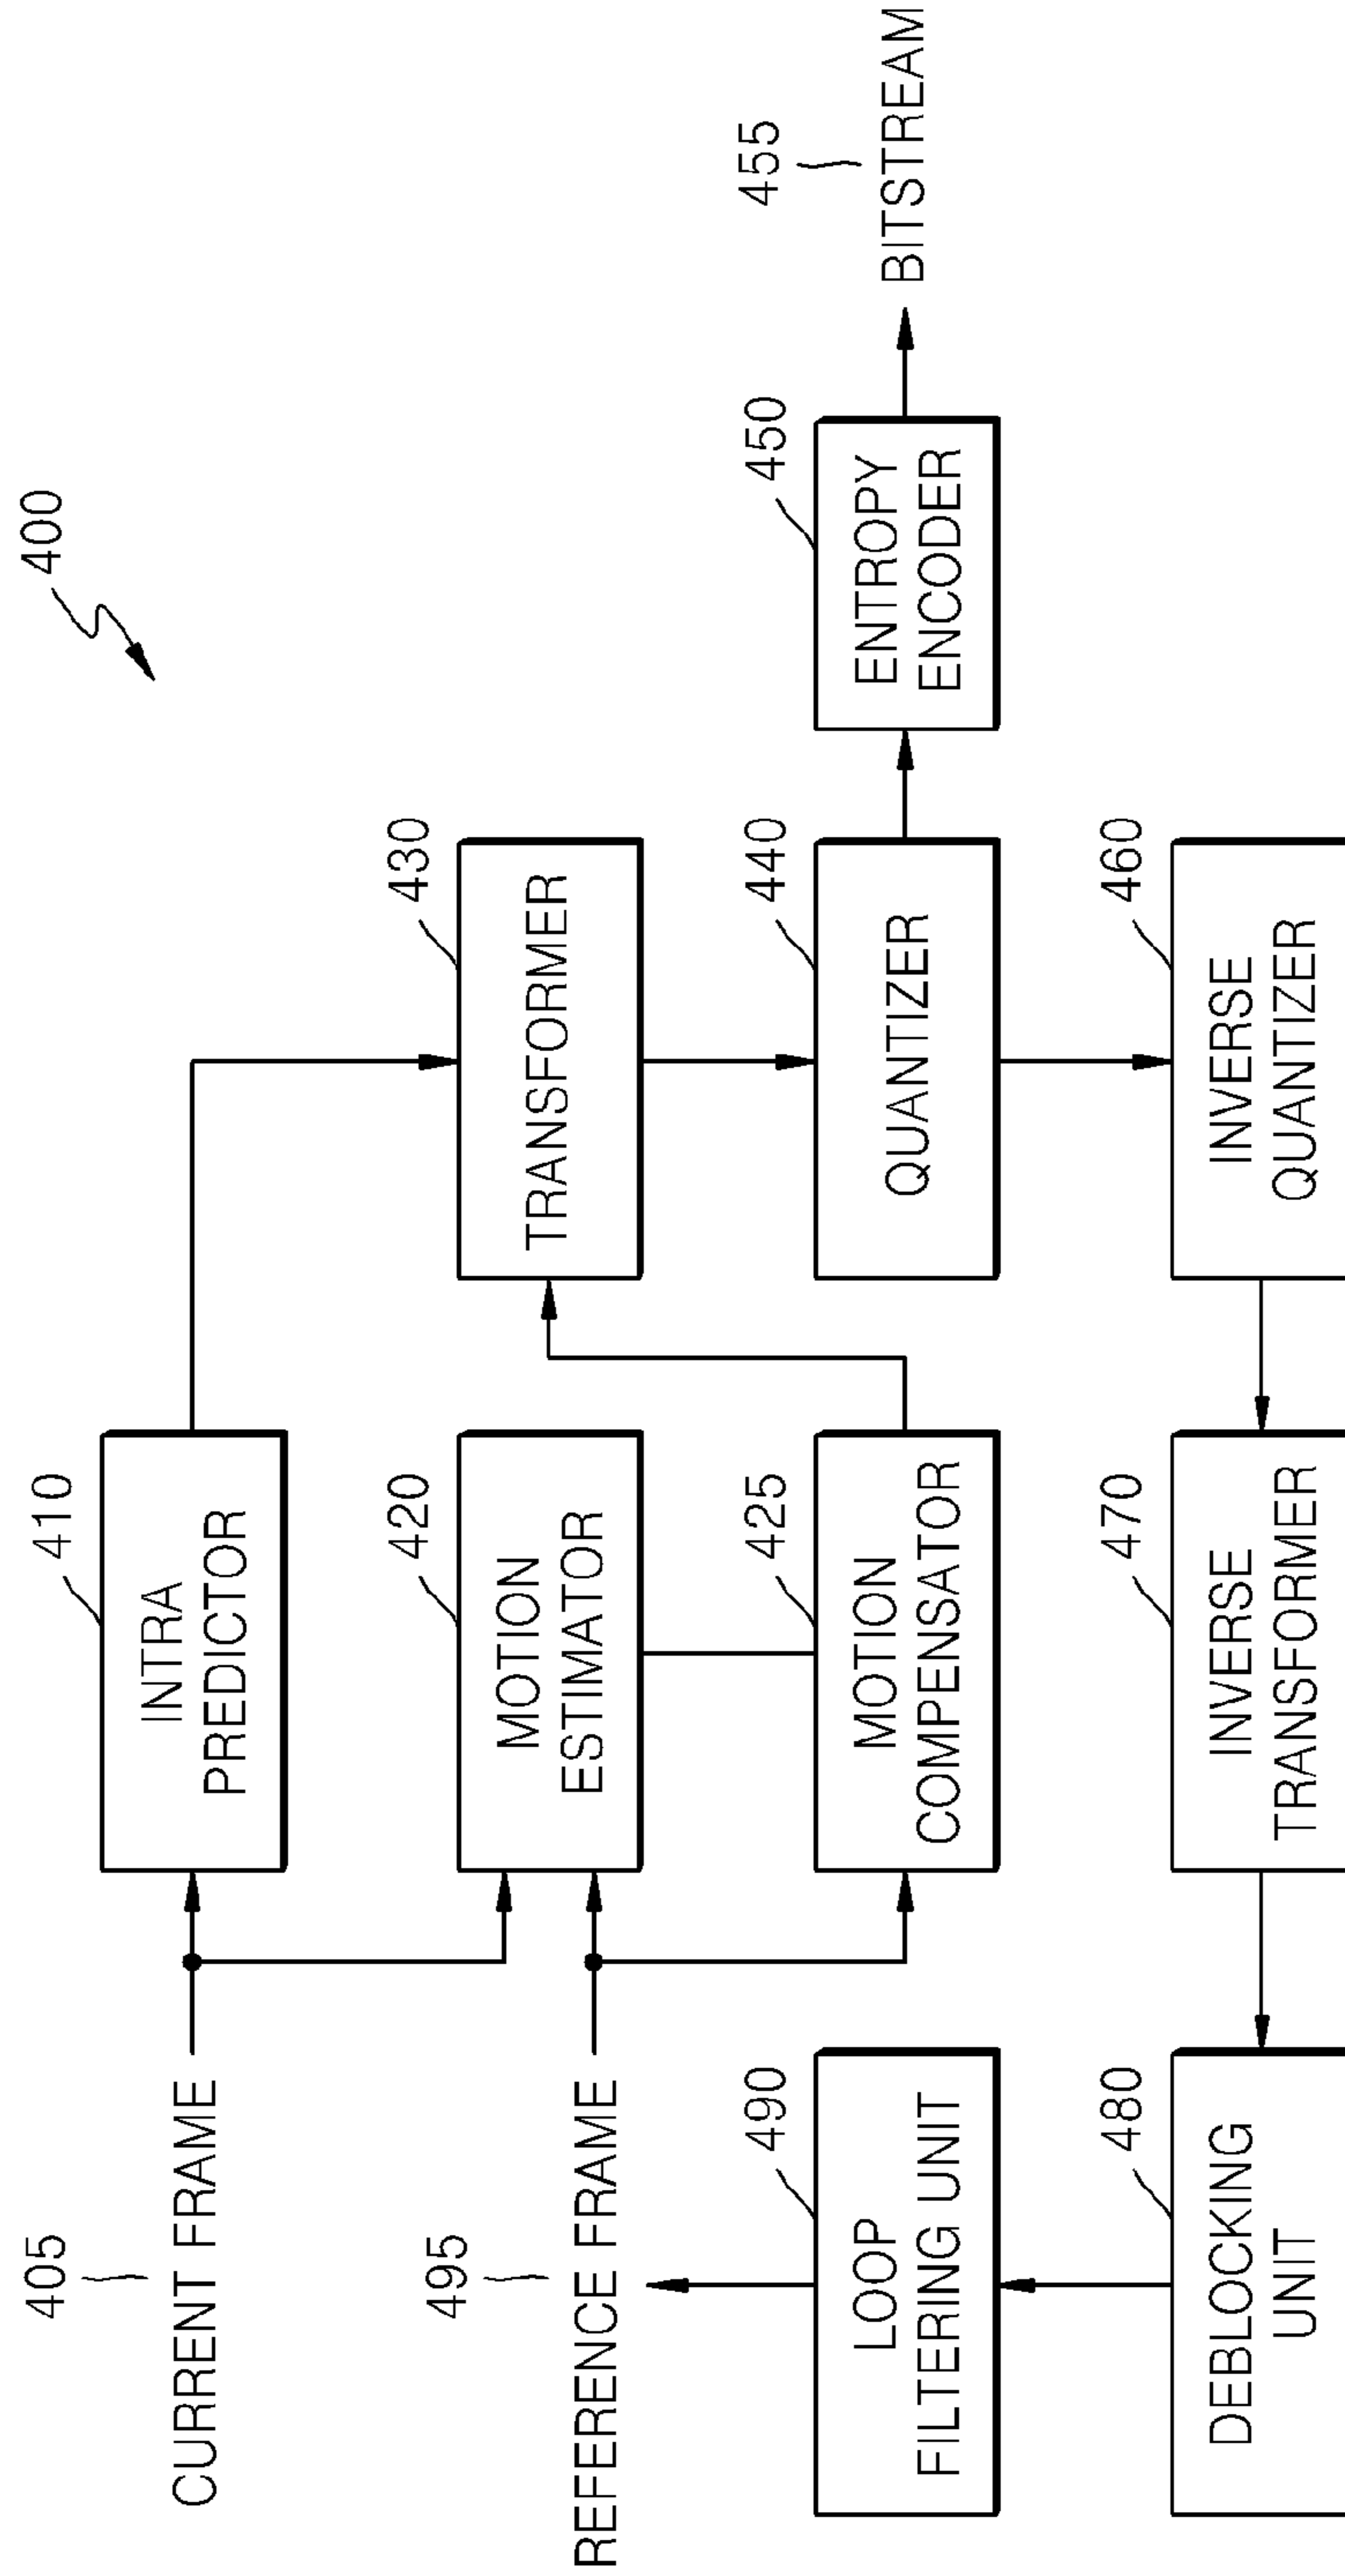 400
405
CURRENT FRAME
410
INTRA
PREDICTOR
495
REFERENCE FRAME
420
MOTION
ESTIMATOR
430
TRANSFORMER
490
LOOP
FILTERING UNIT
425
MOTION
COMPENSATOR
440
QUANTIZER
450
ENTROPY
ENCODER
455
BITSTREAM
480
DEBLOCKING
UNIT
470
INVERSE
TRANSFORMER
460
INVERSE
QUANTIZER